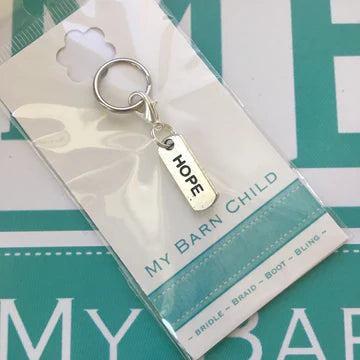 HOPE
MY BARN CHILD
~ BRIDLE ~ BRAID ~ BOOT ~ BLING ~
MY BAR